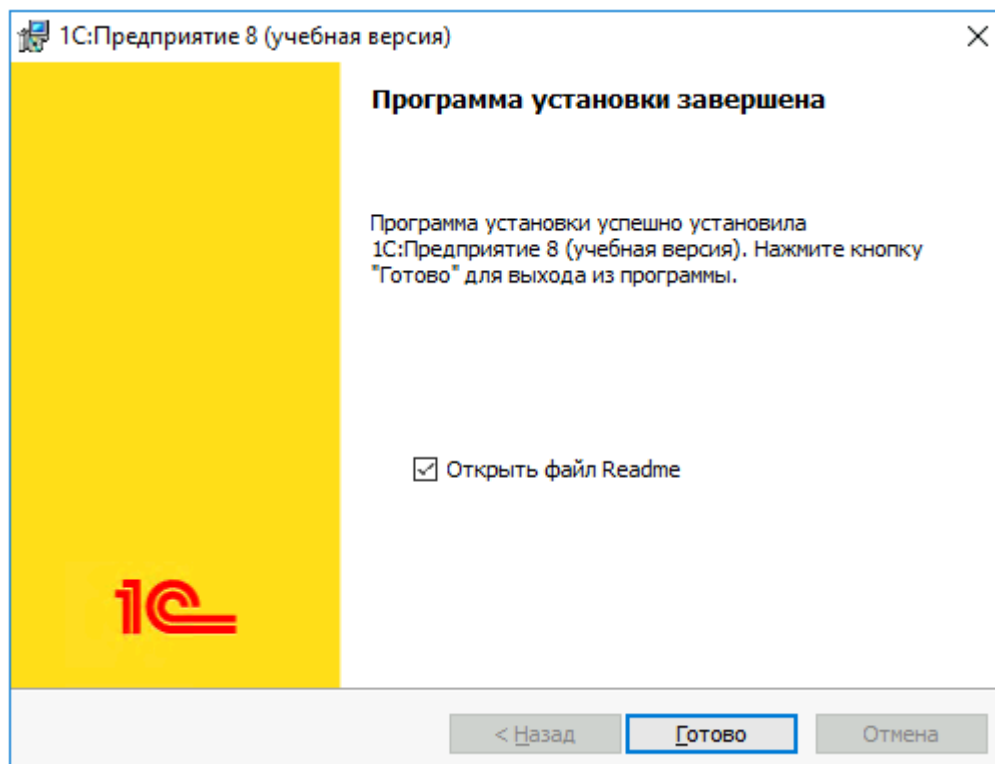 1С:Предприятие 8 (учебная версия)
Программа установки завершена
Программа установки успешно установила
1С:Предприятие 8 (учебная версия). Нажмите кнопку
"Готово" для выхода из программы.
Открыть файл Readme
1С
< Назад
Готово
Отмена